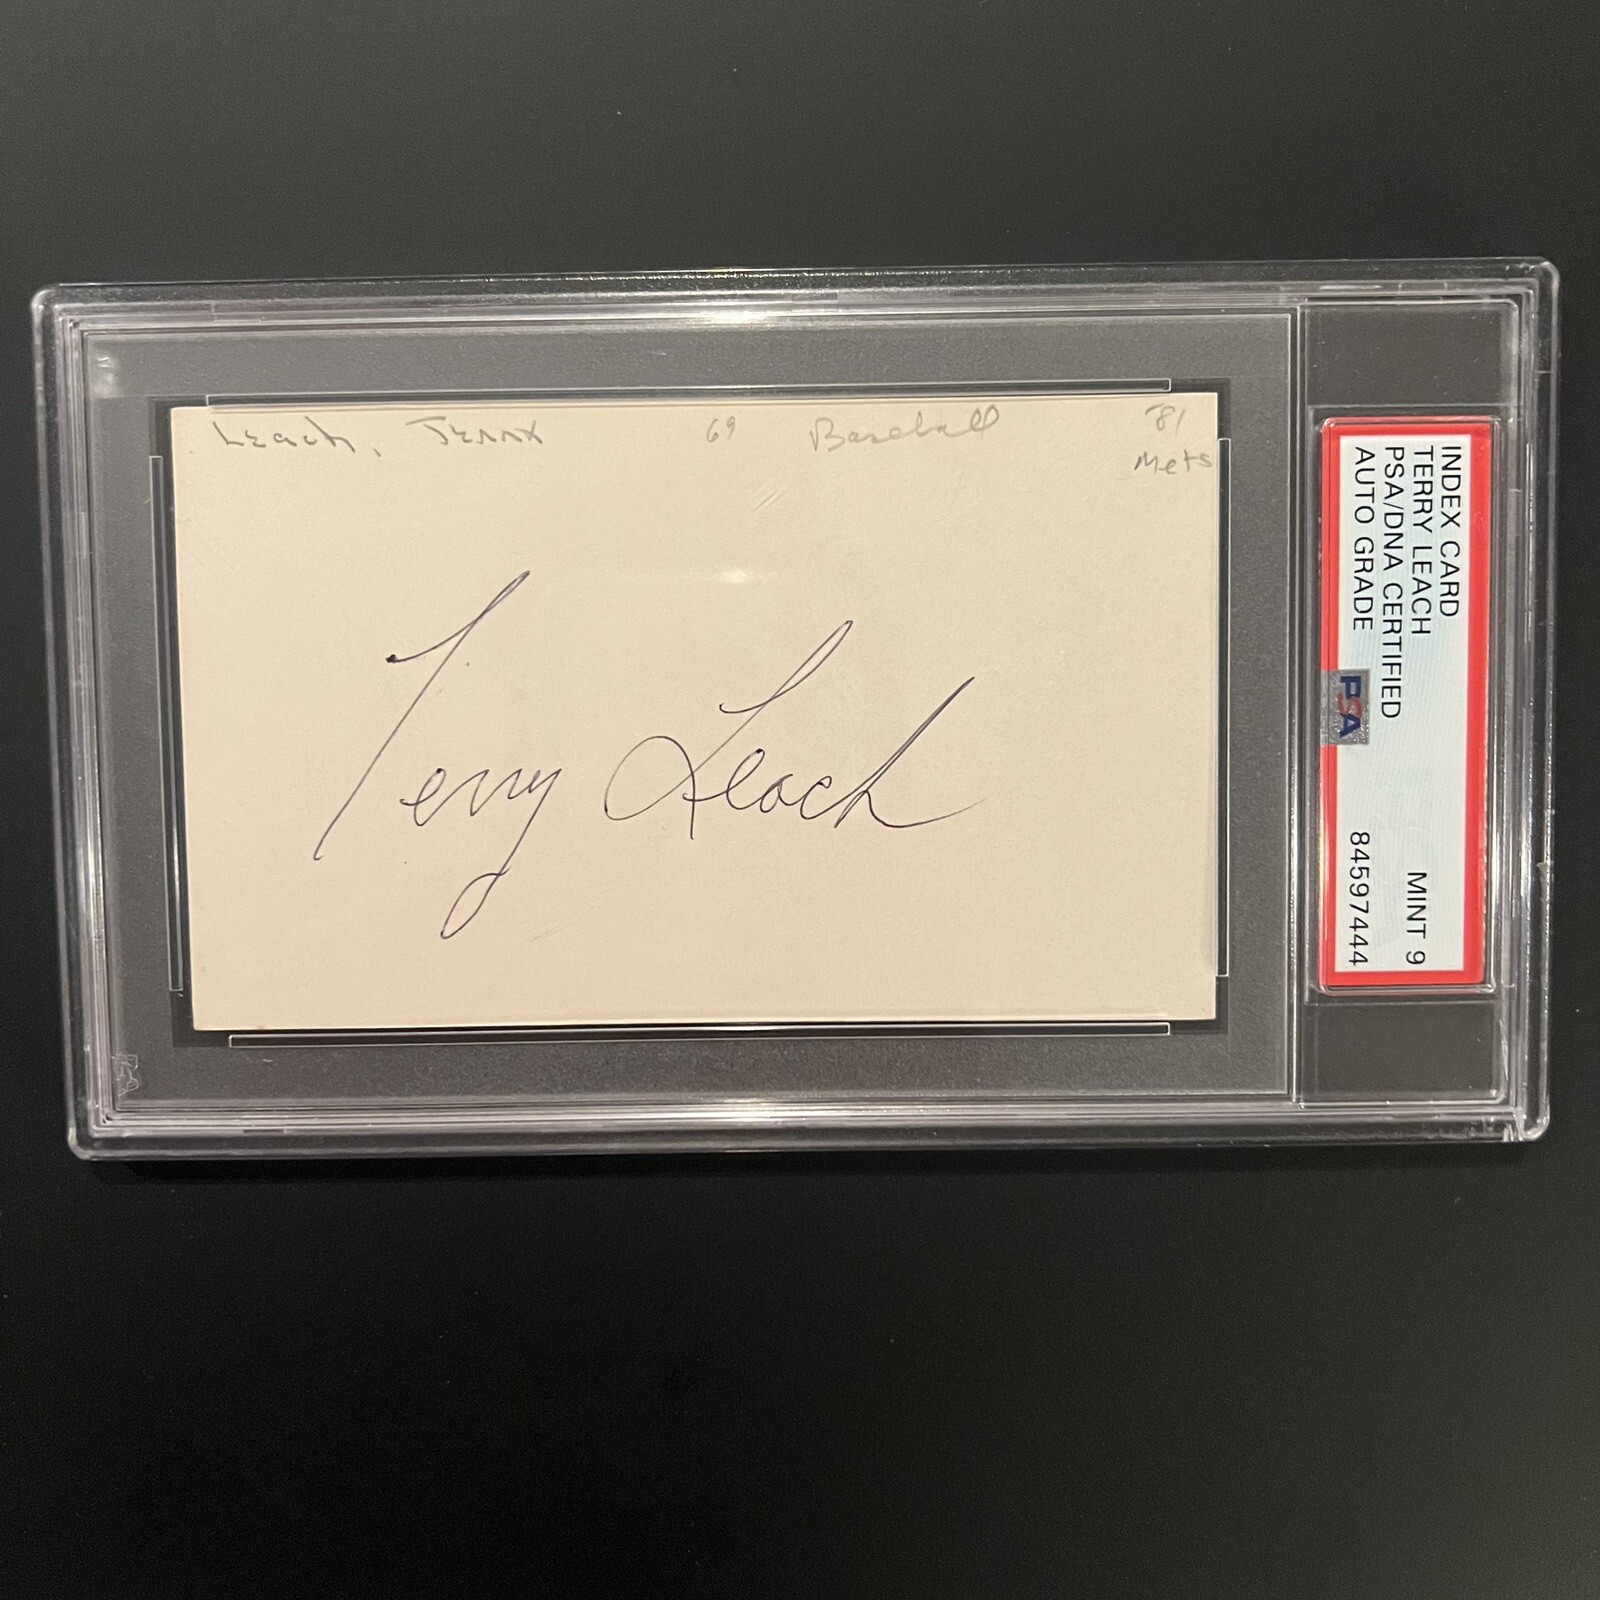 Leach, Terry 69 Baseball '81
Mets
Terry Leach
INDEX CARD
TERRY LEACH
PSA/DNA CERTIFIED MINT 9
AUTO GRADE 84597444
PSA